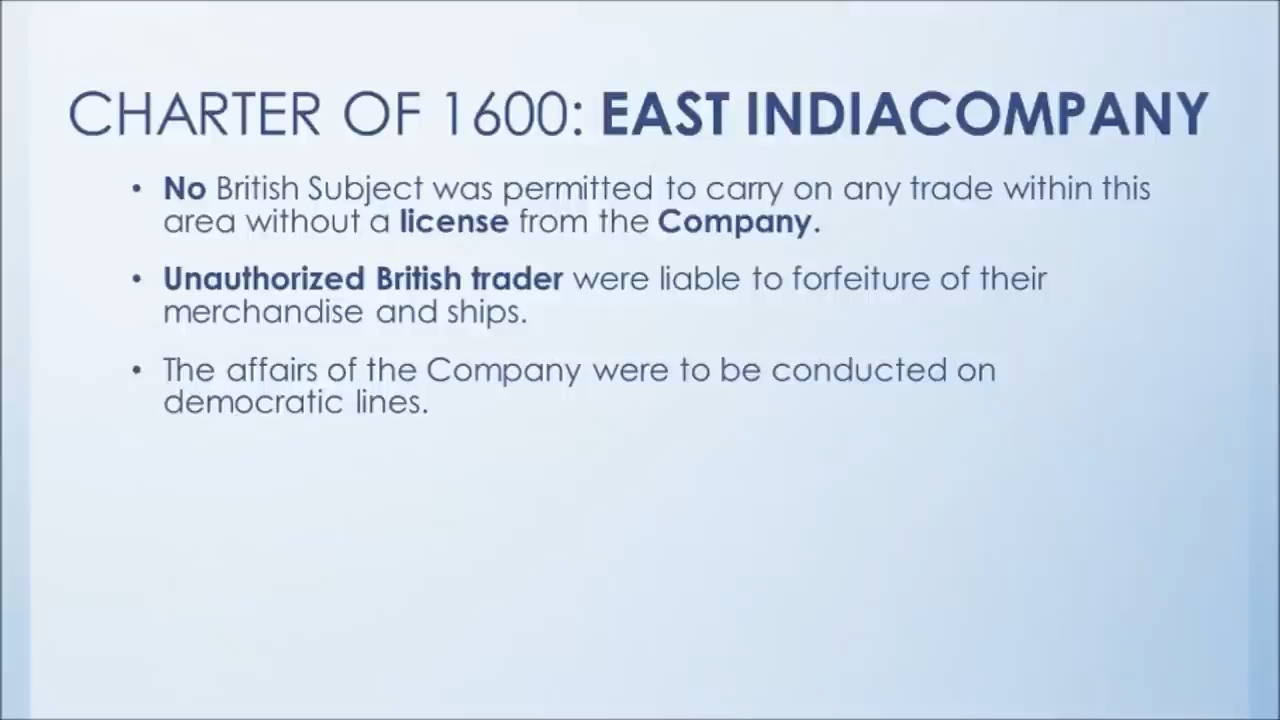 CHARTER OF 1600: EAST INDIACOMPANY
• No British Subject was permitted to carry on any trade within this
area without a license from the Company.
• Unauthorized British trader were liable to forfeiture of their
merchandise and ships.
• The affairs of the Company were to be conducted on
democratic lines.